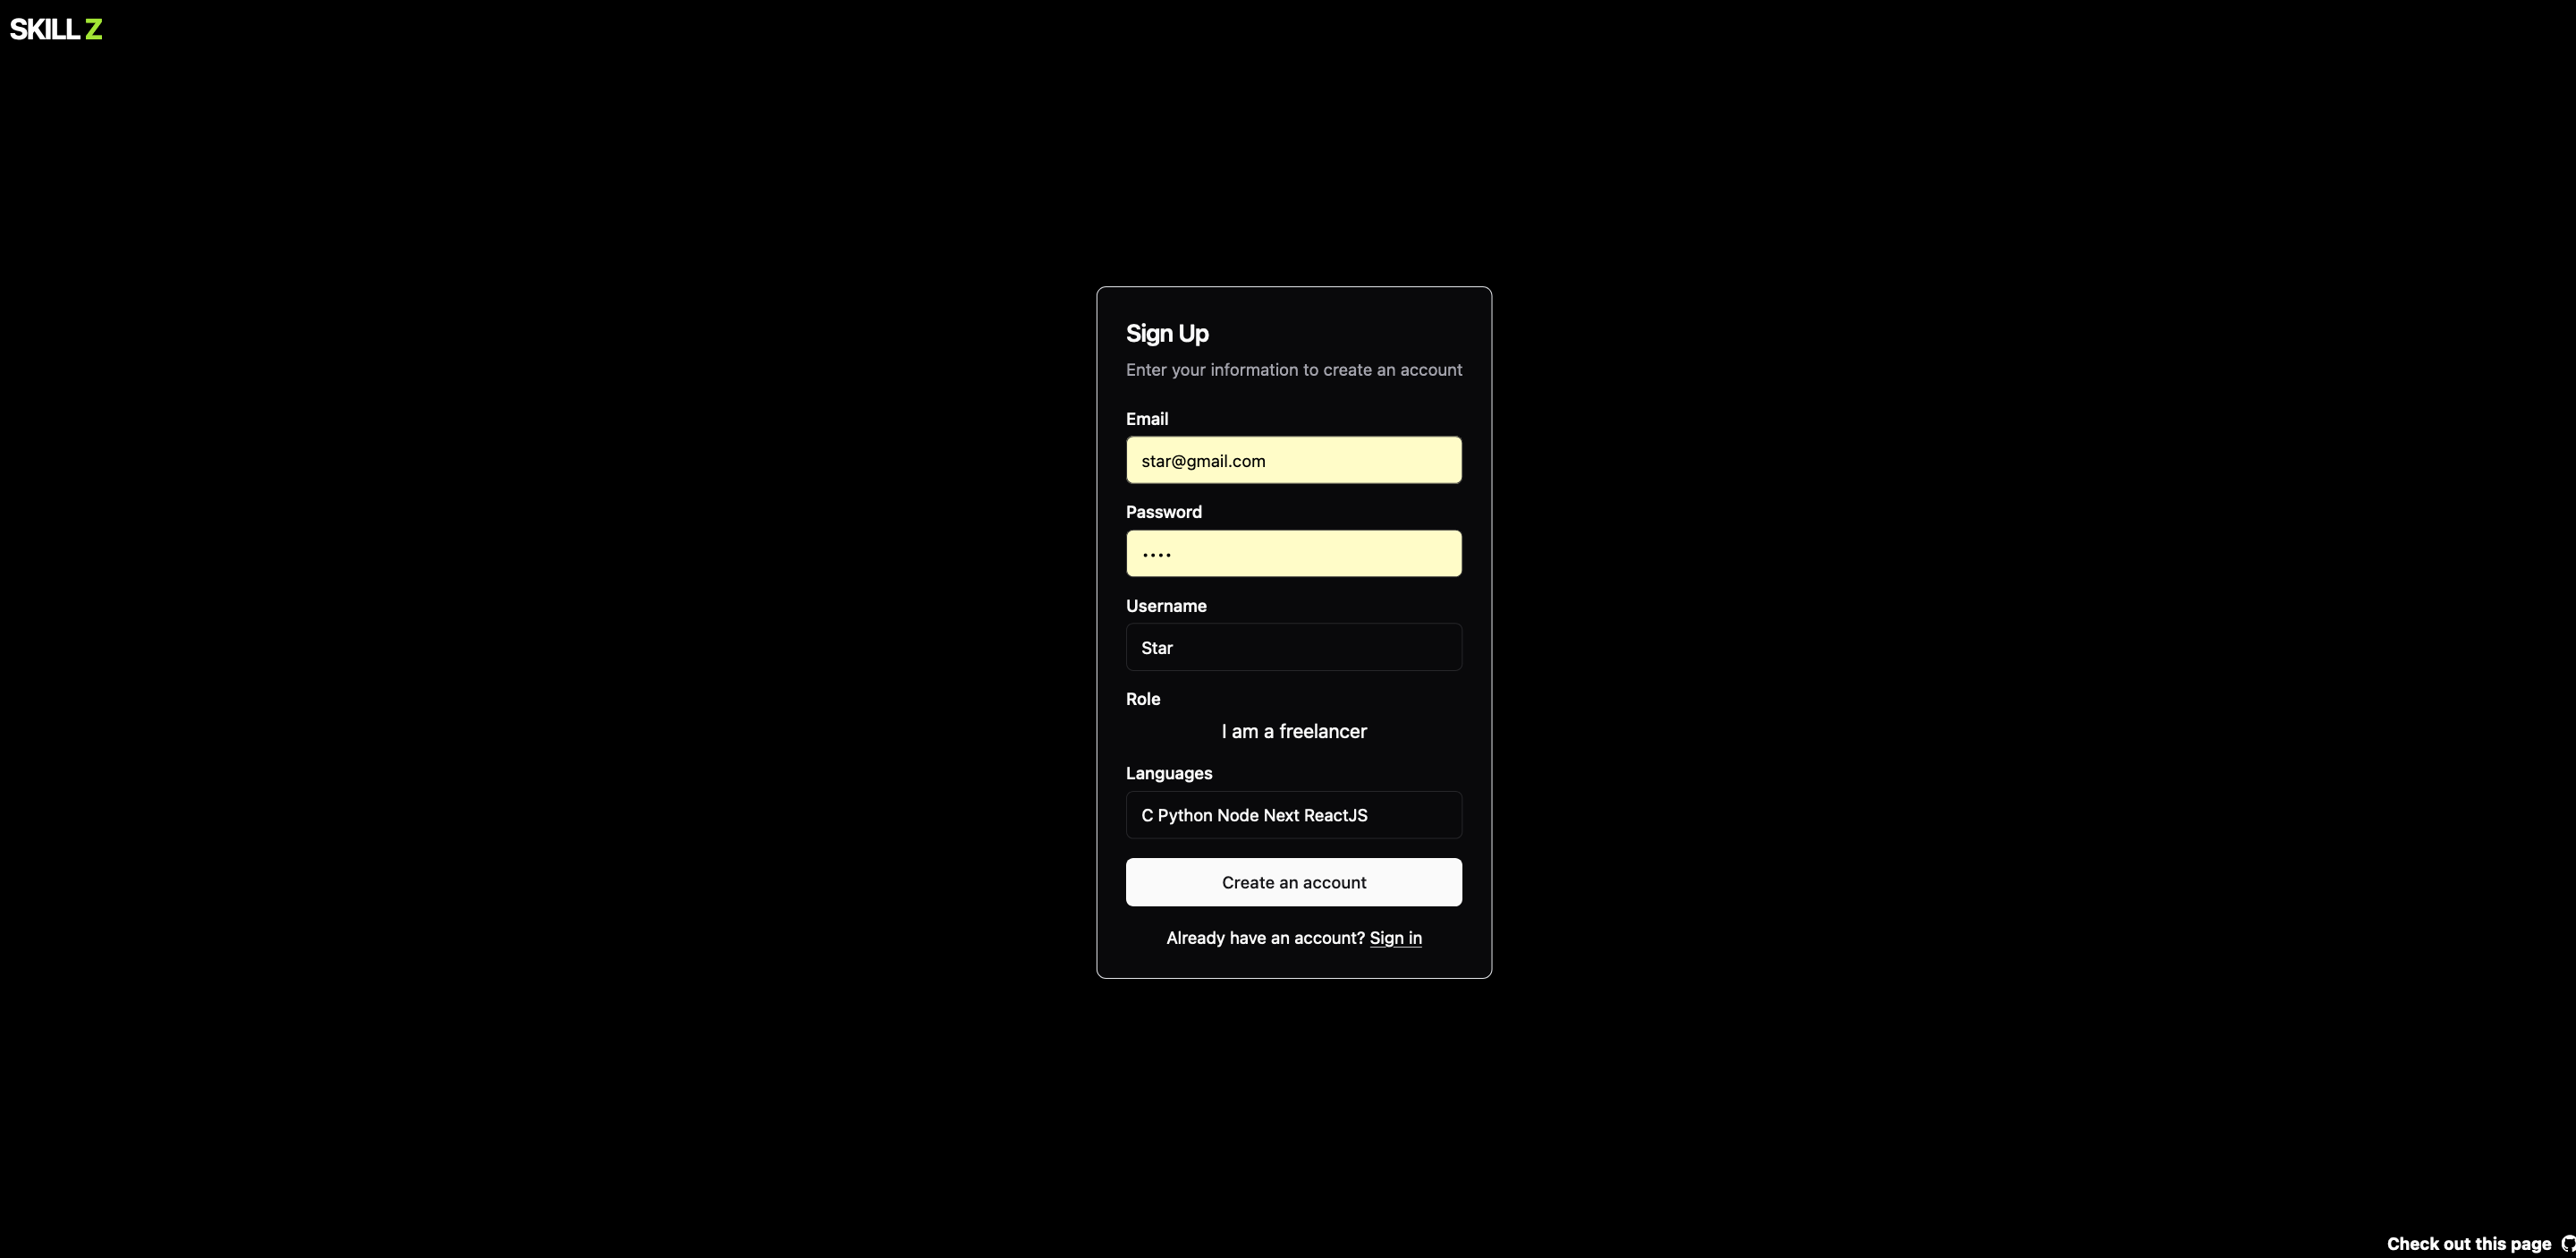 SKILL Z
Sign Up
Enter your information to create an account
Email
star@gmail.com
Password
••••
Username
Star
Role
I am a freelancer
Languages
C Python Node Next ReactJS
Create an account
Already have an account? Sign in
Check out this page